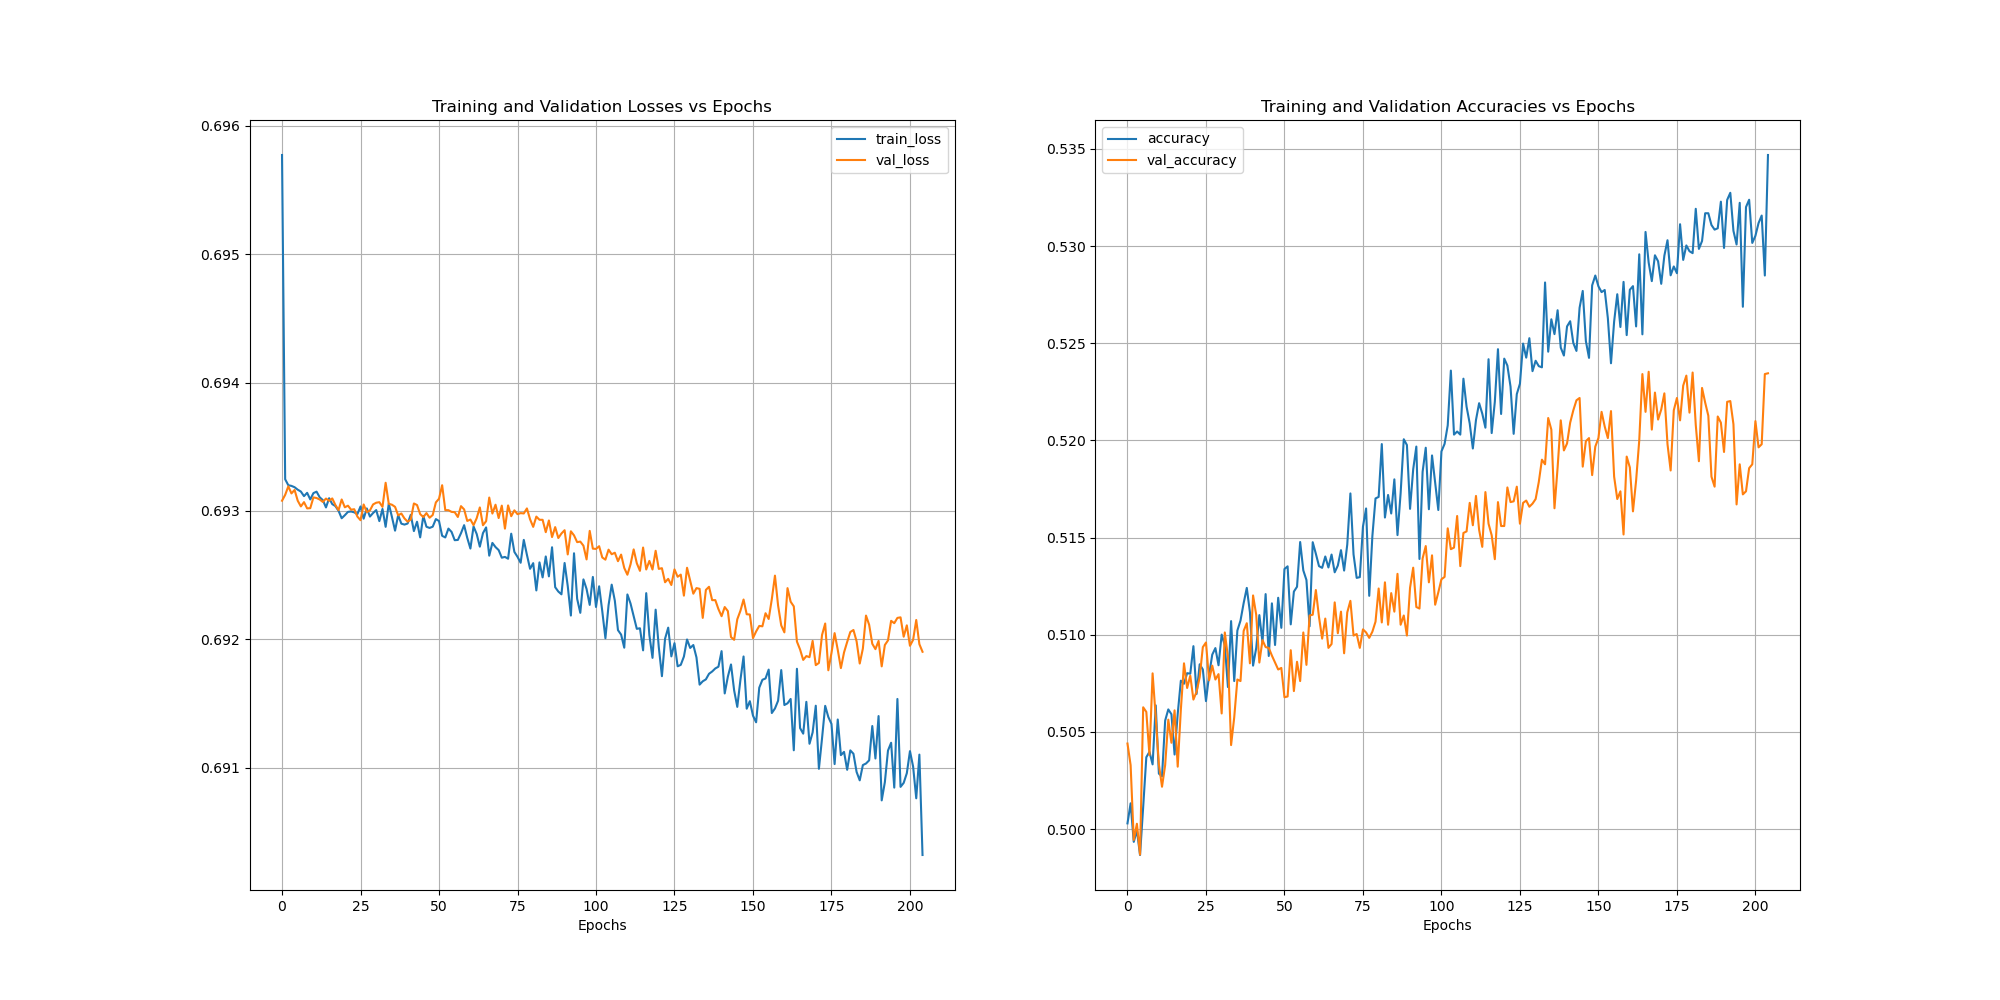 Training and Validation Losses vs Epochs
train_loss
val_loss
0.696
0.695
0.694
0.693
0.692
0.691
0 25 50 75 100 125 150 175 200
Epochs
Training and Validation Accuracies vs Epochs
accuracy
val_accuracy
0.535
0.530
0.525
0.520
0.515
0.510
0.505
0.500
0 25 50 75 100 125 150 175 200
Epochs